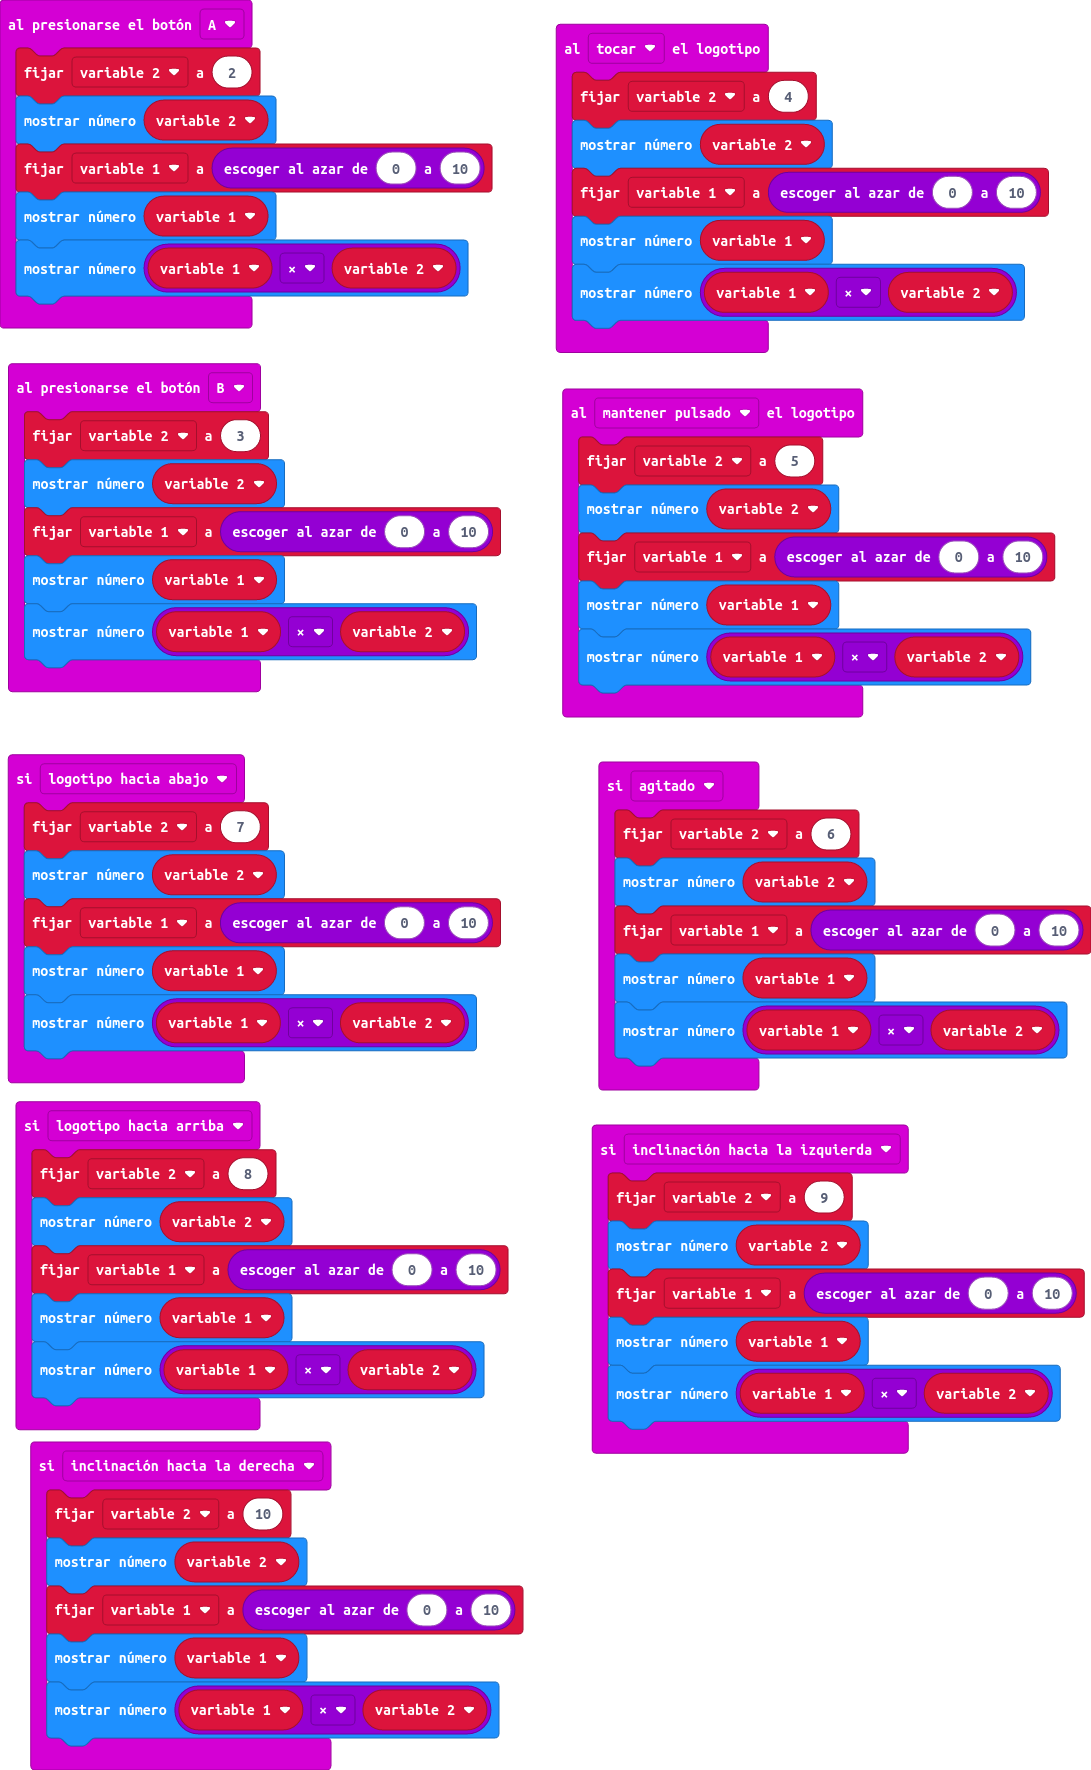 al presionarse el botón A
fijar variable 2 a 2
mostrar número variable 2
fijar variable 1 a escoger al azar de 0 a 10
mostrar número variable 1
mostrar número variable 1 × variable 2
al tocar el logotipo
fijar variable 2 a 4
mostrar número variable 2
fijar variable 1 a escoger al azar de 0 a 10
mostrar número variable 1
mostrar número variable 1 × variable 2
al presionarse el botón B
fijar variable 2 a 3
mostrar número variable 2
fijar variable 1 a escoger al azar de 0 a 10
mostrar número variable 1
mostrar número variable 1 × variable 2
al mantener pulsado el logotipo
fijar variable 2 a 5
mostrar número variable 2
fijar variable 1 a escoger al azar de 0 a 10
mostrar número variable 1
mostrar número variable 1 × variable 2
si logotipo hacia abajo
fijar variable 2 a 7
mostrar número variable 2
fijar variable 1 a escoger al azar de 0 a 10
mostrar número variable 1
mostrar número variable 1 × variable 2
si agitado
fijar variable 2 a 6
mostrar número variable 2
fijar variable 1 a escoger al azar de 0 a 10
mostrar número variable 1
mostrar número variable 1 × variable 2
si logotipo hacia arriba
fijar variable 2 a 8
mostrar número variable 2
fijar variable 1 a escoger al azar de 0 a 10
mostrar número variable 1
mostrar número variable 1 × variable 2
si inclinación hacia la izquierda
fijar variable 2 a 9
mostrar número variable 2
fijar variable 1 a escoger al azar de 0 a 10
mostrar número variable 1
mostrar número variable 1 × variable 2
si inclinación hacia la derecha
fijar variable 2 a 10
mostrar número variable 2
fijar variable 1 a escoger al azar de 0 a 10
mostrar número variable 1
mostrar número variable 1 × variable 2